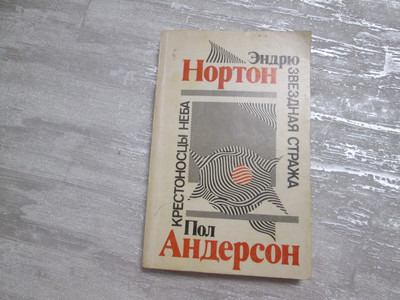 Эндрю
Нортон
ЗВЕЗДНАЯ СТРАЖА
КРЕСТОНОСЦЫ НЕБА
Пол
Андерсон